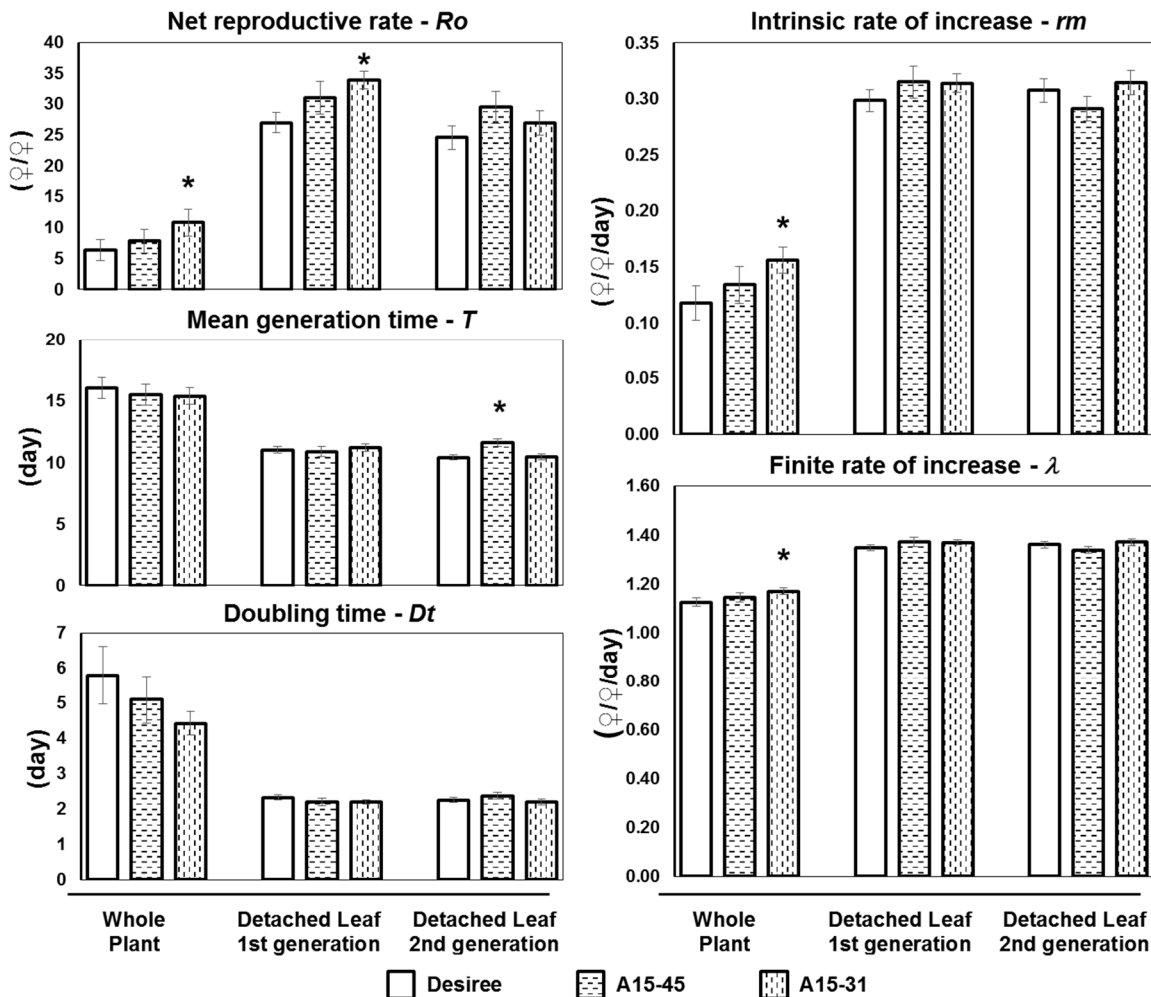 Net reproductive rate - Ro
40
35
30
25
20
15
10
5
0
(♀/♀)
*
*
Mean generation time - T
20
15
10
5
0
(day)
*
Doubling time - Dt
7
6
5
4
3
2
1
0
(day)
Whole
Plant
Detached Leaf
1st generation
Detached Leaf
2nd generation
Intrinsic rate of increase - rm
0.35
0.30
0.25
0.20
0.15
0.10
0.05
0.00
(♀/♀/day)
*
Finite rate of increase - λ
1.60
1.40
1.20
1.00
0.80
0.60
0.40
0.20
0.00
(♀/♀/day)
*
Whole
Plant
Detached Leaf
1st generation
Detached Leaf
2nd generation
Desiree
A15-45
A15-31